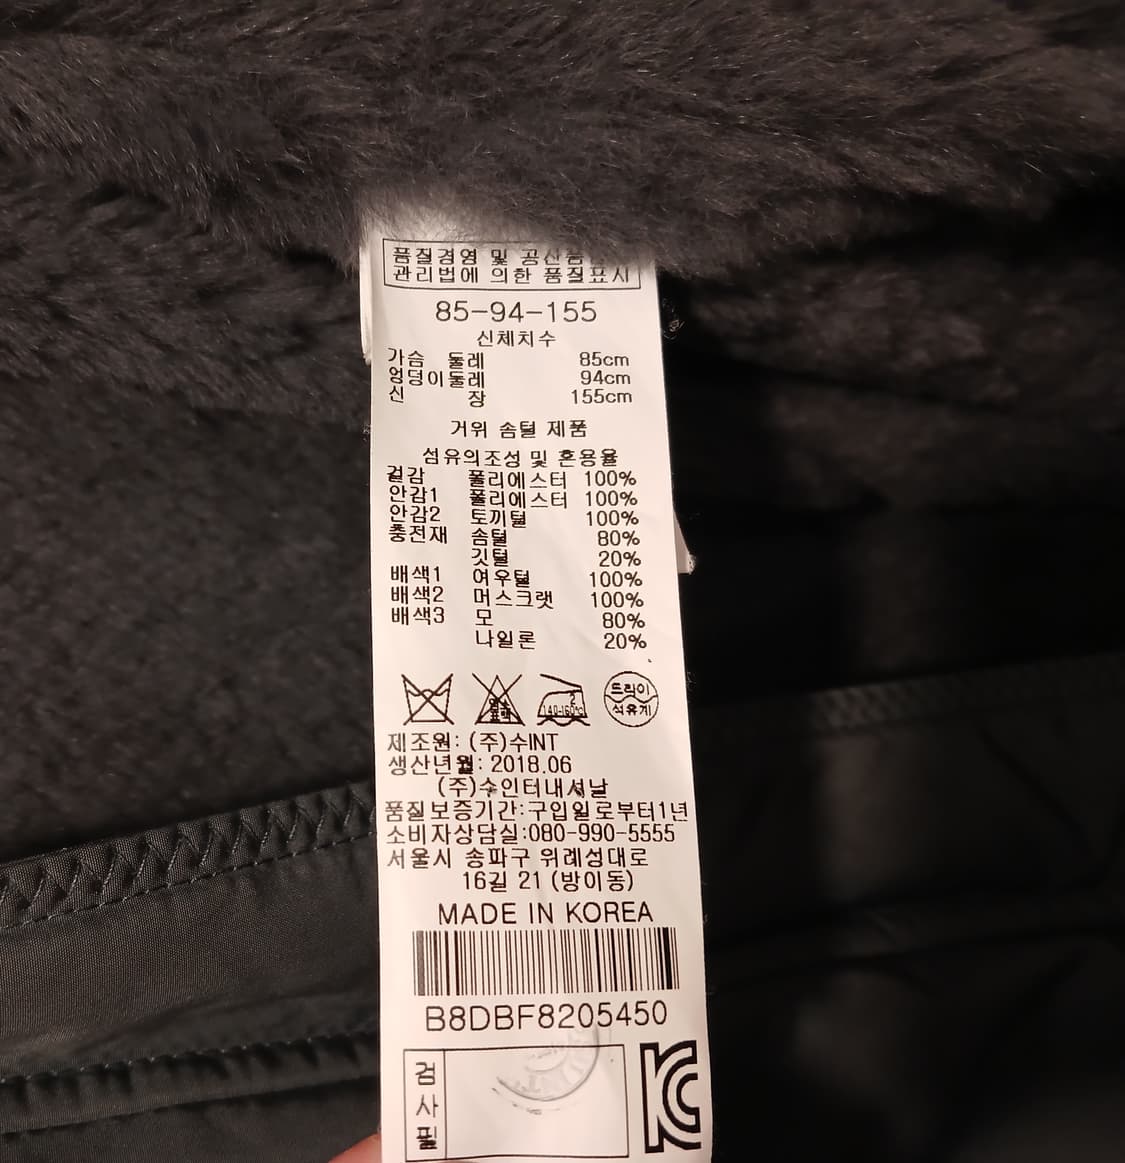 품질경영 및 공산품
관리법에 의한 품질표시
85-94-155
신체치수
가슴 둘레 85cm
엉덩이둘레 94cm
신 장 155cm
거위 솜털 제품
섬유의조성 및 혼용율
겉감 폴리에스터 100%
안감1 폴리에스터 100%
안감2 토끼털 100%
충전재 솜털 80%
깃털 20%
배색1 여우털 100%
배색2 머스크랫 100%
배색3 모 80%
나일론 20%
염소표백 2 140-160℃ 드라이 석유계
제조원: (주)수INT
생산년월: 2018.06
(주)수인터내셔날
품질보증기간:구입일로부터1년
소비자상담실:080-990-5555
서울시 송파구 위례성대로
16길 21 (방이동)
MADE IN KOREA
B8DBF8205450
검사필
KC